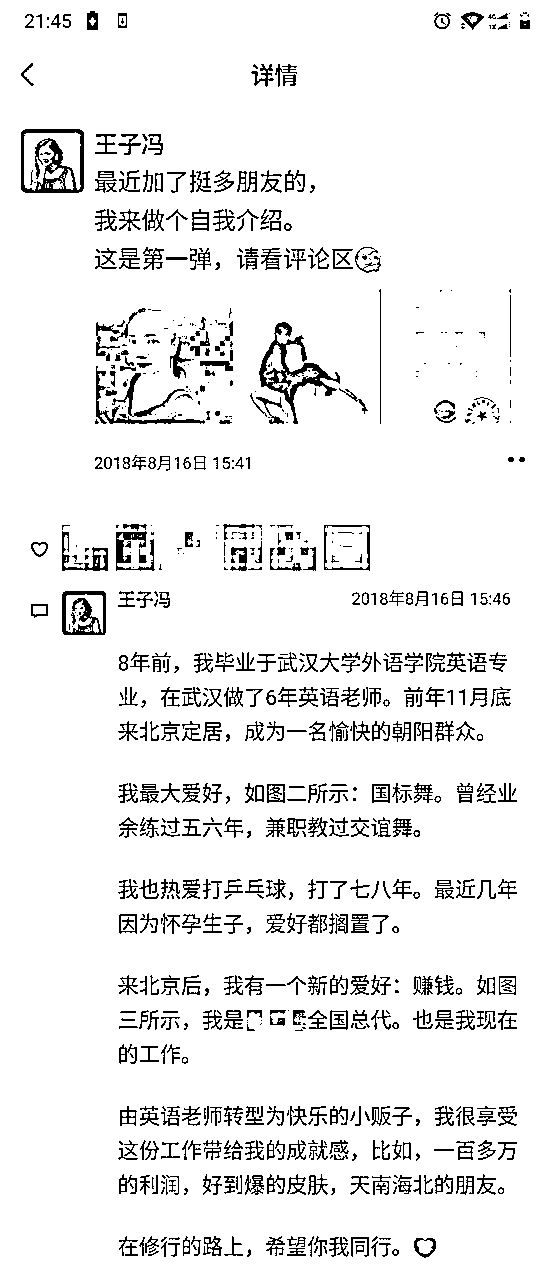 21:45
详情
王子冯
最近加了挺多朋友的，
我来做个自我介绍。
这是第一弹，请看评论区
2018年8月16日 15:41
王子冯
2018年8月16日 15:46
8年前，我毕业于武汉大学外语学院英语专
业，在武汉做了6年英语老师。前年11月底
来北京定居，成为一名愉快的朝阳群众。
我最大爱好，如图二所示：国标舞。曾经业
余练过五六年，兼职教过交谊舞。
我也热爱打乒乓球，打了七八年。最近几年
因为怀孕生子，爱好都搁置了。
来北京后，我有一个新的爱好：赚钱。如图
三所示，我是全国总代。也是我现在
的工作。
由英语老师转型为快乐的小贩子，我很享受
这份工作带给我的成就感，比如，一百多万
的利润，好到爆的皮肤，天南海北的朋友。
在修行的路上，希望你我同行。